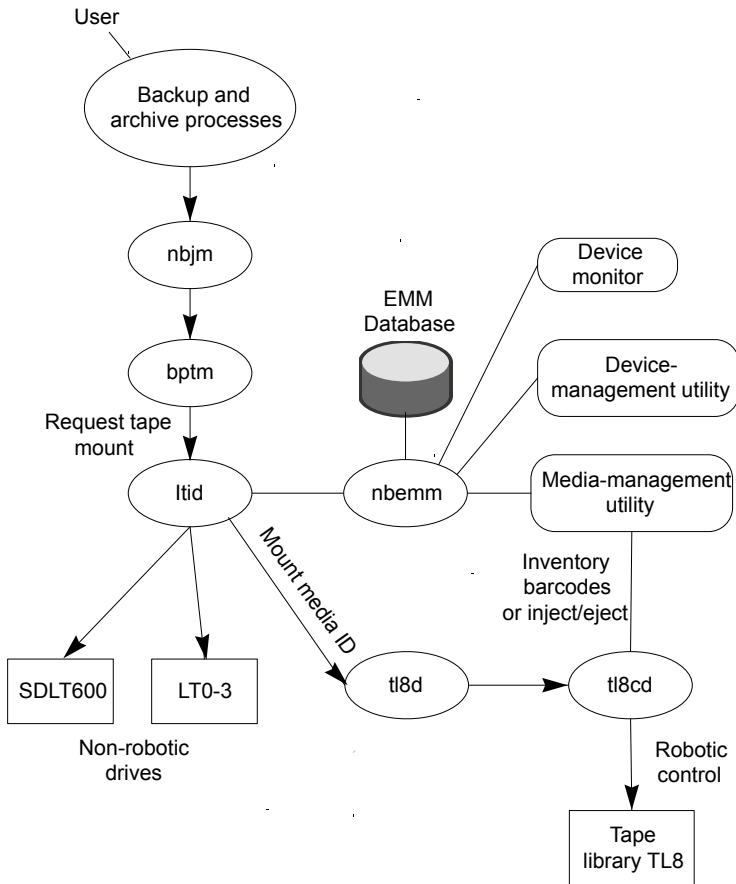 User
Backup and
archive processes
nbjm
Device
monitor
EMM
Database
bptm
Device-
management utility
Request tape
mount
ltid
nbemm
Media-management
utility
Mount media ID
Inventory
barcodes
or inject/eject
SDLT600
LT0-3
tl8d
tl8cd
Non-robotic
drives
Robotic
control
Tape
library TL8